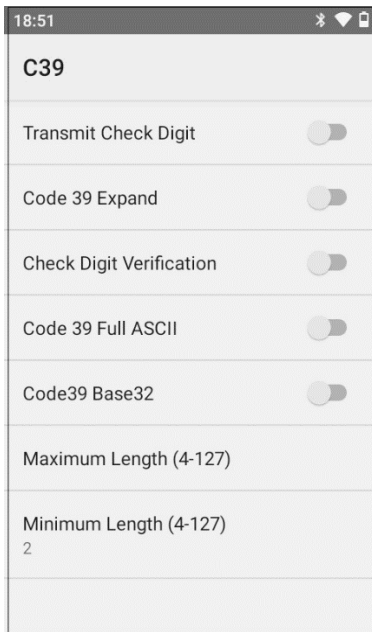 18:51
C39
Transmit Check Digit
Code 39 Expand
Check Digit Verification
Code 39 Full ASCII
Code39 Base32
Maximum Length (4-127)
Minimum Length (4-127)
2